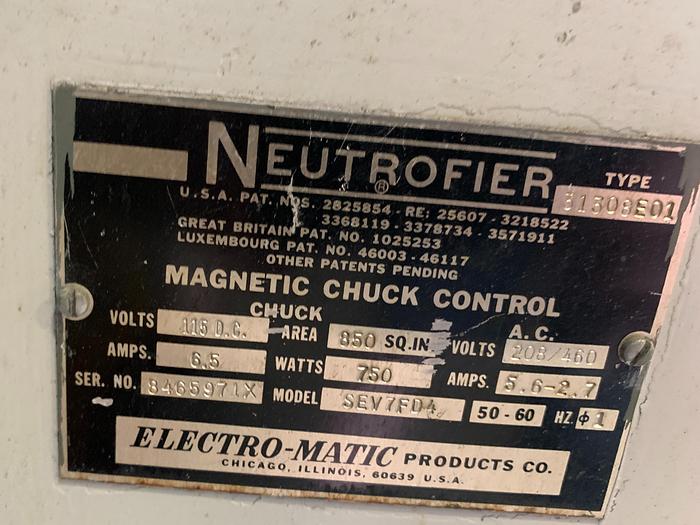 NEUTROFIER
®
TYPE
31308E01
U.S.A. PAT. NOS. 2825854 - RE: 25607 - 3218522
3368119 - 3378734 - 3571911
GREAT BRITAIN PAT. NO. 1025253
LUXEMBOURG PAT. NO. 46003 - 46117
OTHER PATENTS PENDING
MAGNETIC CHUCK CONTROL
VOLTS 115 D.C. CHUCK AREA 850 SQ.IN. A.C. VOLTS 208/460
AMPS. 6.5 WATTS 750 AMPS. 5.6-2.7
SER. NO. 8465971X MODEL SEV7FD4 50-60 HZ. ϕ 1
ELECTRO-MATIC PRODUCTS CO.
CHICAGO, ILLINOIS, 60639 U.S.A.